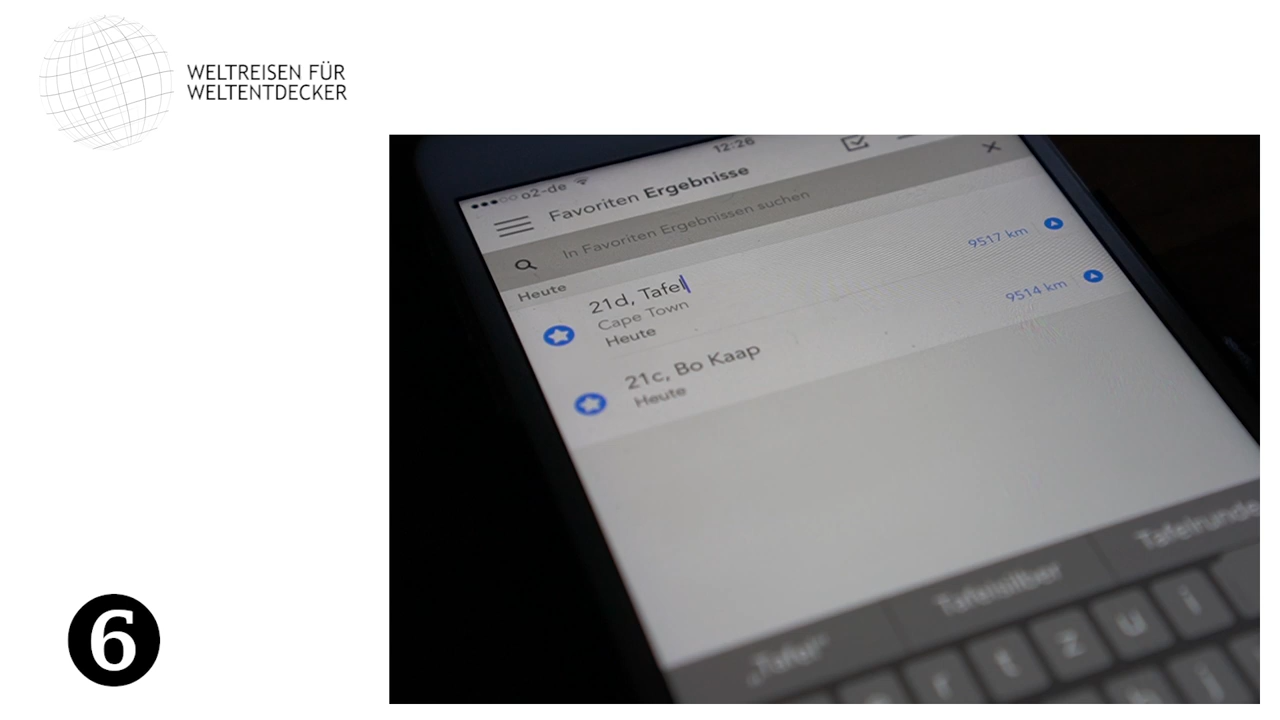 WELTREISEN FÜR
WELTENTDECKER
o2-de 12:26
Favoriten Ergebnisse
In Favoriten Ergebnissen suchen
Heute
21d, Tafel 9517 km
Cape Town
Heute
21c, Bo Kaap 9514 km
Heute
„Tafel“ Tafelsilber Tafelrunde
r t z u i
h j
6